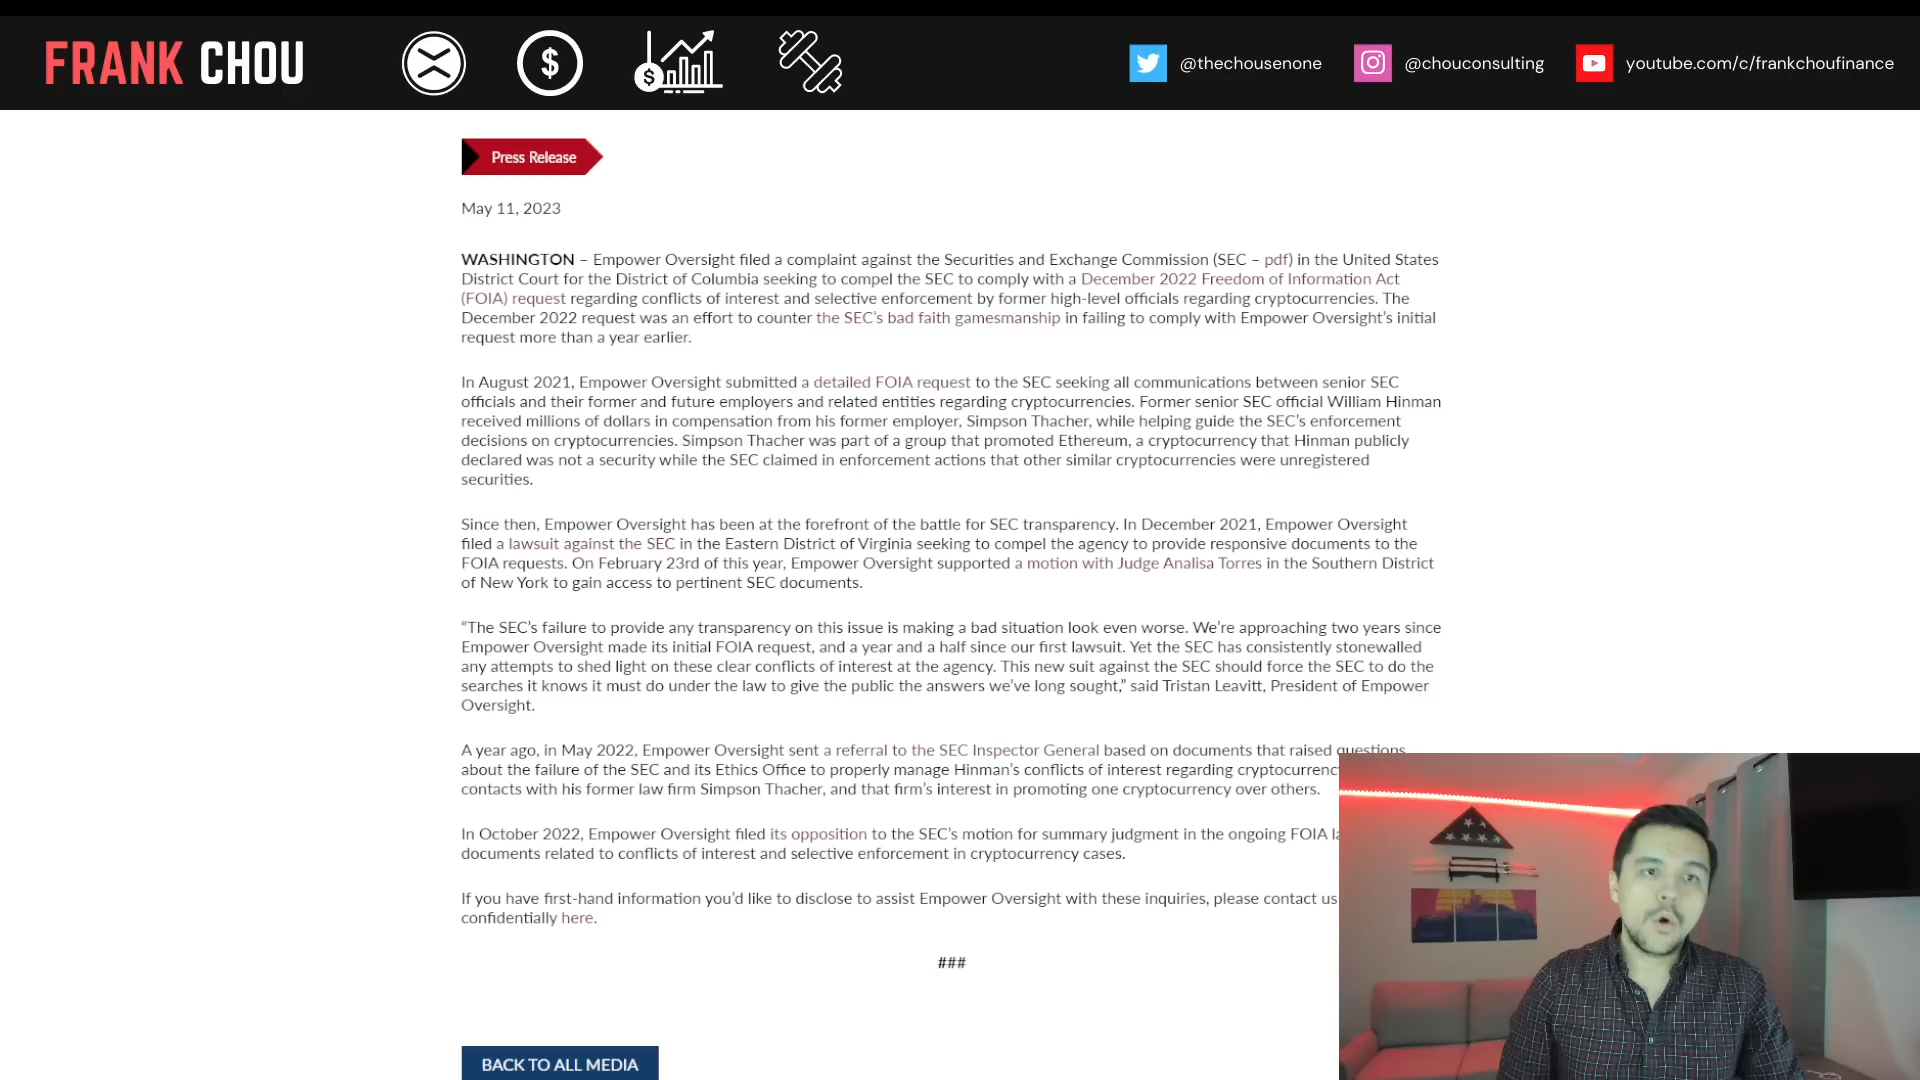 FRANK CHOU
@thechousenone
@chouconsulting
youtube.com/c/frankchoufinance
Press Release
May 11, 2023
WASHINGTON – Empower Oversight filed a complaint against the Securities and Exchange Commission (SEC – pdf) in the United States
District Court for the District of Columbia seeking to compel the SEC to comply with a December 2022 Freedom of Information Act
(FOIA) request regarding conflicts of interest and selective enforcement by former high-level officials regarding cryptocurrencies. The
December 2022 request was an effort to counter the SEC’s bad faith gamesmanship in failing to comply with Empower Oversight’s initial
request more than a year earlier.
In August 2021, Empower Oversight submitted a detailed FOIA request to the SEC seeking all communications between senior SEC
officials and their former and future employers and related entities regarding cryptocurrencies. Former senior SEC official William Hinman
received millions of dollars in compensation from his former employer, Simpson Thacher, while helping guide the SEC’s enforcement
decisions on cryptocurrencies. Simpson Thacher was part of a group that promoted Ethereum, a cryptocurrency that Hinman publicly
declared was not a security while the SEC claimed in enforcement actions that other similar cryptocurrencies were unregistered
securities.
Since then, Empower Oversight has been at the forefront of the battle for SEC transparency. In December 2021, Empower Oversight
filed a lawsuit against the SEC in the Eastern District of Virginia seeking to compel the agency to provide responsive documents to the
FOIA requests. On February 23rd of this year, Empower Oversight supported a motion with Judge Analisa Torres in the Southern District
of New York to gain access to pertinent SEC documents.
“The SEC’s failure to provide any transparency on this issue is making a bad situation look even worse. We’re approaching two years since
Empower Oversight made its initial FOIA request, and a year and a half since our first lawsuit. Yet the SEC has consistently stonewalled
any attempts to shed light on these clear conflicts of interest at the agency. This new suit against the SEC should force the SEC to do the
searches it knows it must do under the law to give the public the answers we’ve long sought,” said Tristan Leavitt, President of Empower
Oversight.
A year ago, in May 2022, Empower Oversight sent a referral to the SEC Inspector General based on documents that raised questions
about the failure of the SEC and its Ethics Office to properly manage Hinman’s conflicts of interest regarding cryptocurrenc
contacts with his former law firm Simpson Thacher, and that firm’s interest in promoting one cryptocurrency over others.
In October 2022, Empower Oversight filed its opposition to the SEC’s motion for summary judgment in the ongoing FOIA
documents related to conflicts of interest and selective enforcement in cryptocurrency cases.
If you have first-hand information you’d like to disclose to assist Empower Oversight with these inquiries, please contact us
confidentially here.
###
BACK TO ALL MEDIA